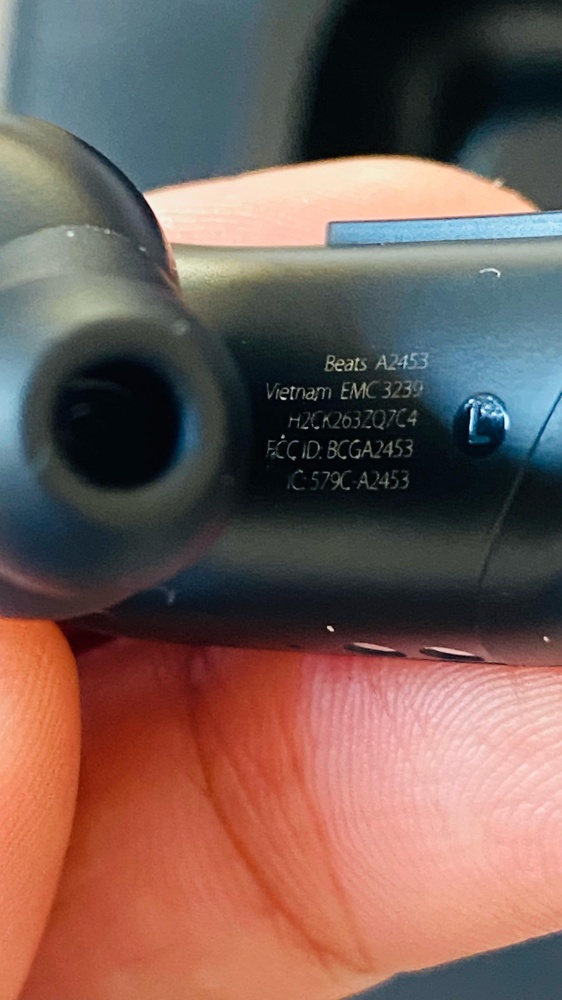 Beats A2453
Vietnam EMC 3239
H2CK263ZQ7C4
FCC ID: BCGA2453
IC: 579C-A2453
L